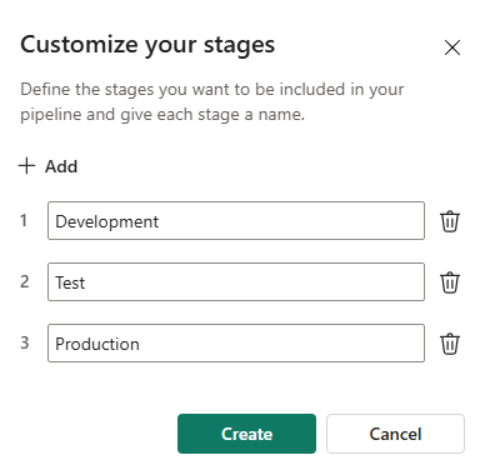 Customize your stages
Define the stages you want to be included in your
pipeline and give each stage a name.
Add
1 Development
2 Test
3 Production
Create Cancel